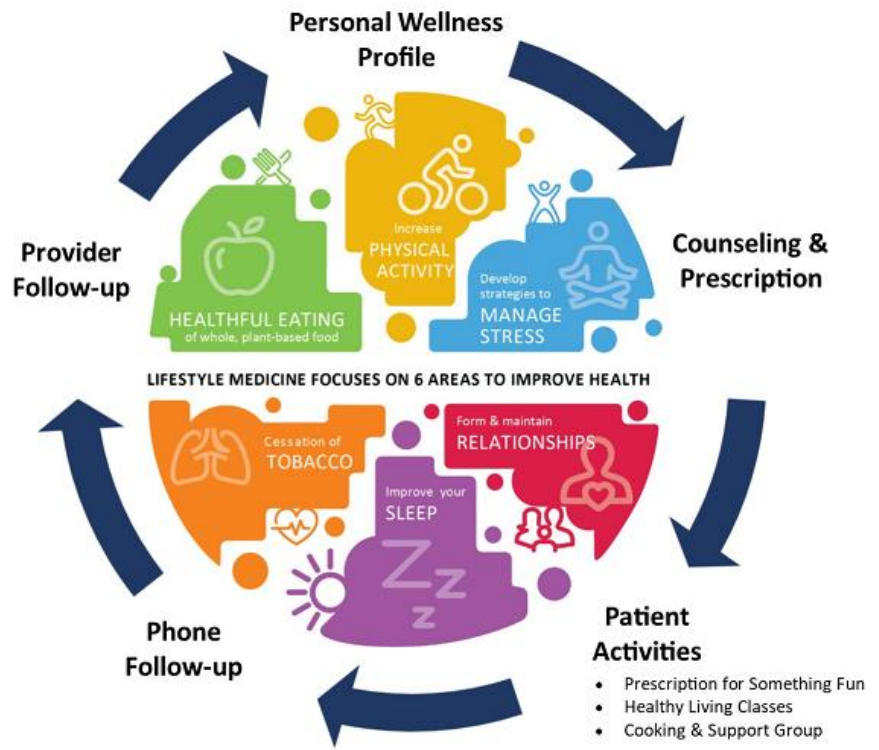 Personal Wellness
Profile
Increase
PHYSICAL
ACTIVITY
Counseling &
Prescription
Provider
Follow-up
Develop
strategies to
MANAGE
STRESS
HEALTHFUL EATING
of whole, plant-based food
LIFESTYLE MEDICINE FOCUSES ON 6 AREAS TO IMPROVE HEALTH
Cessation of
TOBACCO
Form & maintain
RELATIONSHIPS
Improve your
SLEEP
Zzz
Phone
Follow-up
Patient
Activities
• Prescription for Something Fun
• Healthy Living Classes
• Cooking & Support Group